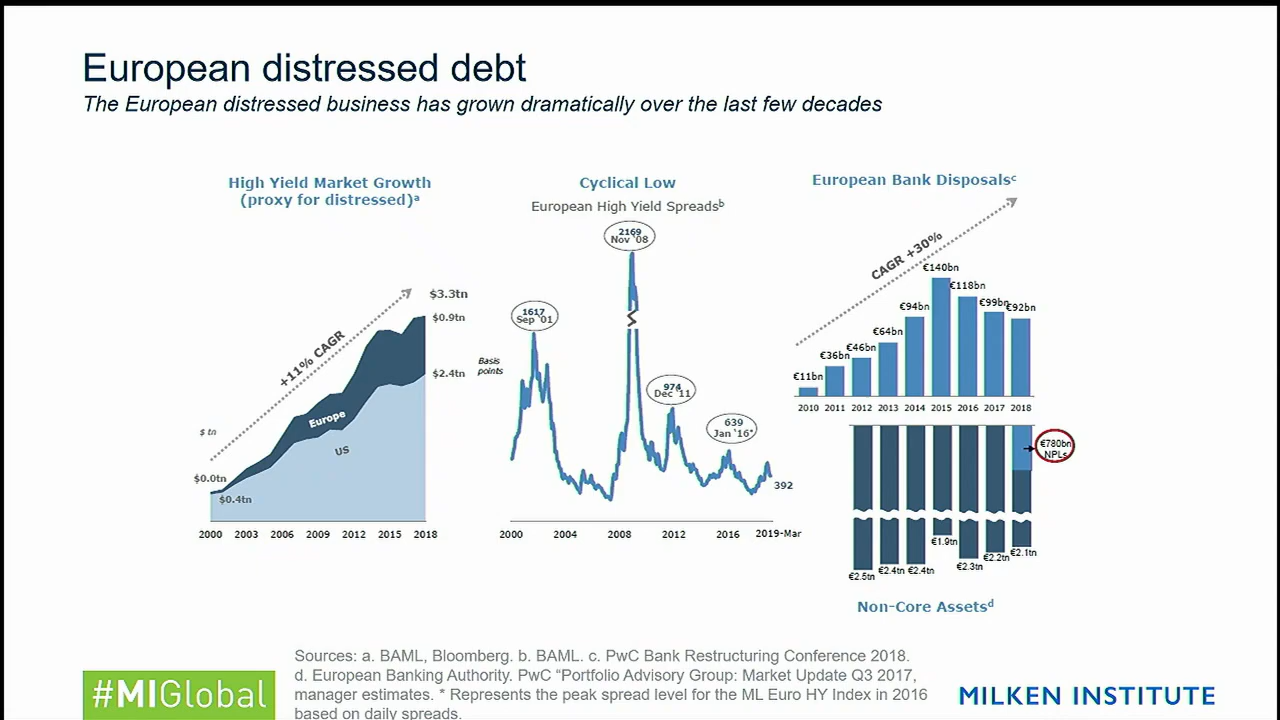 European distressed debt
The European distressed business has grown dramatically over the last few decades
High Yield Market Growth
(proxy for distressed)ᵃ
$3.3tn
$0.9tn
+11% CAGR
$2.4tn
$ tn
Europe
US
$0.0tn
$0.4tn
2000 2003 2006 2009 2012 2015 2018
Cyclical Low
European High Yield Spreadsᵇ
2169
Nov '08
1617
Sep '01
Basis
points
974
Dec '11
639
Jan '16*
392
2000 2004 2008 2012 2016 2019-Mar
European Bank Disposalsᶜ
CAGR +30%
€11bn €36bn €46bn €64bn €94bn €140bn €118bn €99bn €92bn
2010 2011 2012 2013 2014 2015 2016 2017 2018
€780bn
NPLs
€2.5tn €2.4tn €2.4tn €1.9tn €2.3tn €2.2tn €2.1tn
Non-Core Assetsᵈ
#MIGlobal
Sources: a. BAML, Bloomberg. b. BAML. c. PwC Bank Restructuring Conference 2018.
d. European Banking Authority. PwC “Portfolio Advisory Group: Market Update Q3 2017,
manager estimates. * Represents the peak spread level for the ML Euro HY Index in 2016
based on daily spreads.
MILKEN INSTITUTE